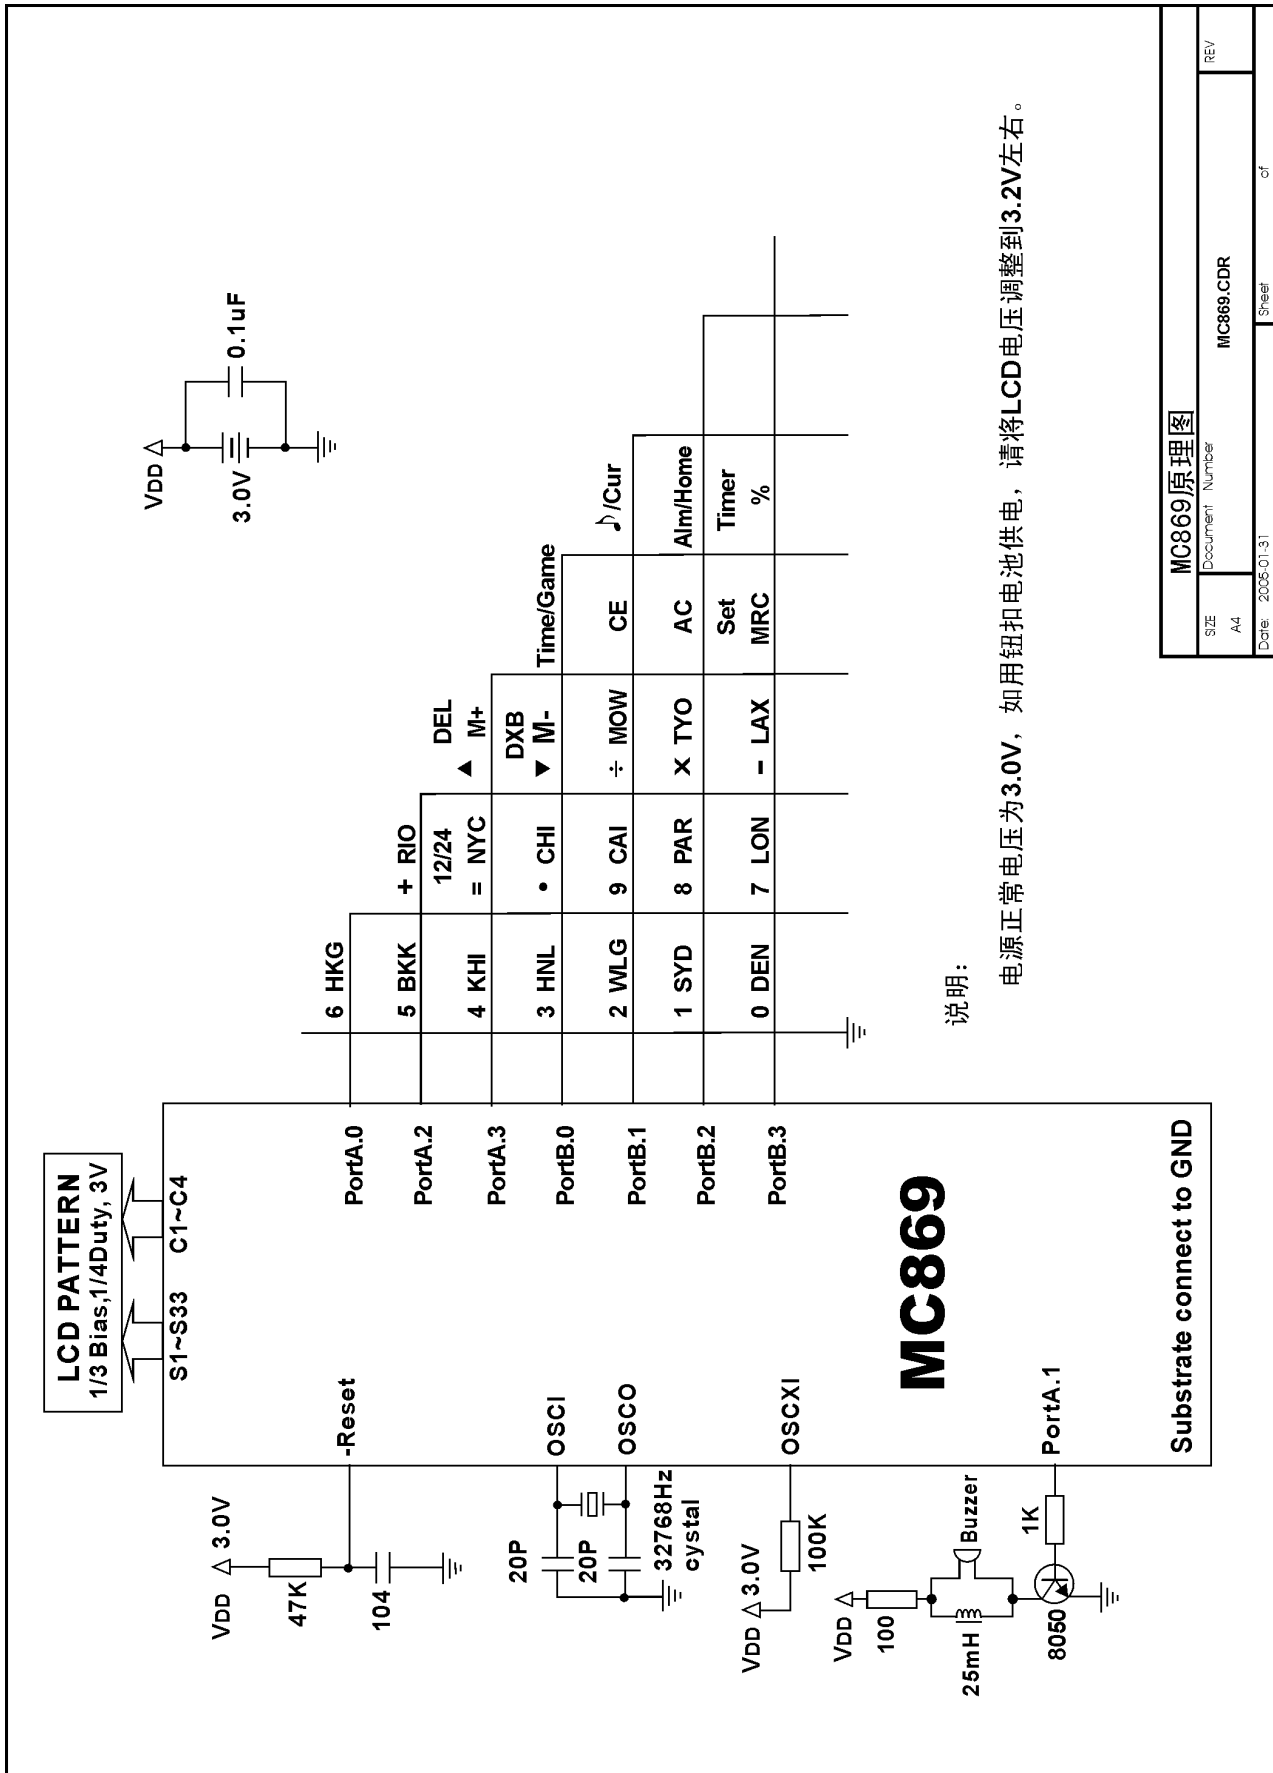 LCD PATTERN
1/3 Bias,1/4Duty, 3V
S1~S33
C1~C4
VDD
3.0V
47K
104
-Reset
20P
20P
32768Hz
cystal
OSCI
OSCO
VDD
3.0V
100K
OSCXI
VDD
100
25mH
Buzzer
8050
1K
PortA.1
MC869
Substrate connect to GND
PortA.0
PortA.2
PortA.3
PortB.0
PortB.1
PortB.2
PortB.3
6 HKG
5 BKK
+ RIO
4 KHI
12/24
= NYC
DEL
▲ M+
3 HNL
• CHI
DXB
▼ M-
Time/Game
2 WLG
9 CAI
÷ MOW
CE
♪/Cur
1 SYD
8 PAR
X TYO
AC
Alm/Home
0 DEN
7 LON
- LAX
Set
MRC
Timer
%
VDD
3.0V
0.1uF
说明：
电源正常电压为3.0V，如用钮扣电池供电，请将LCD电压调整到3.2V左右。
MC869原理图
SIZE
A4
Document Number
MC869.CDR
REV
Date: 2005-01-31
Sheet of